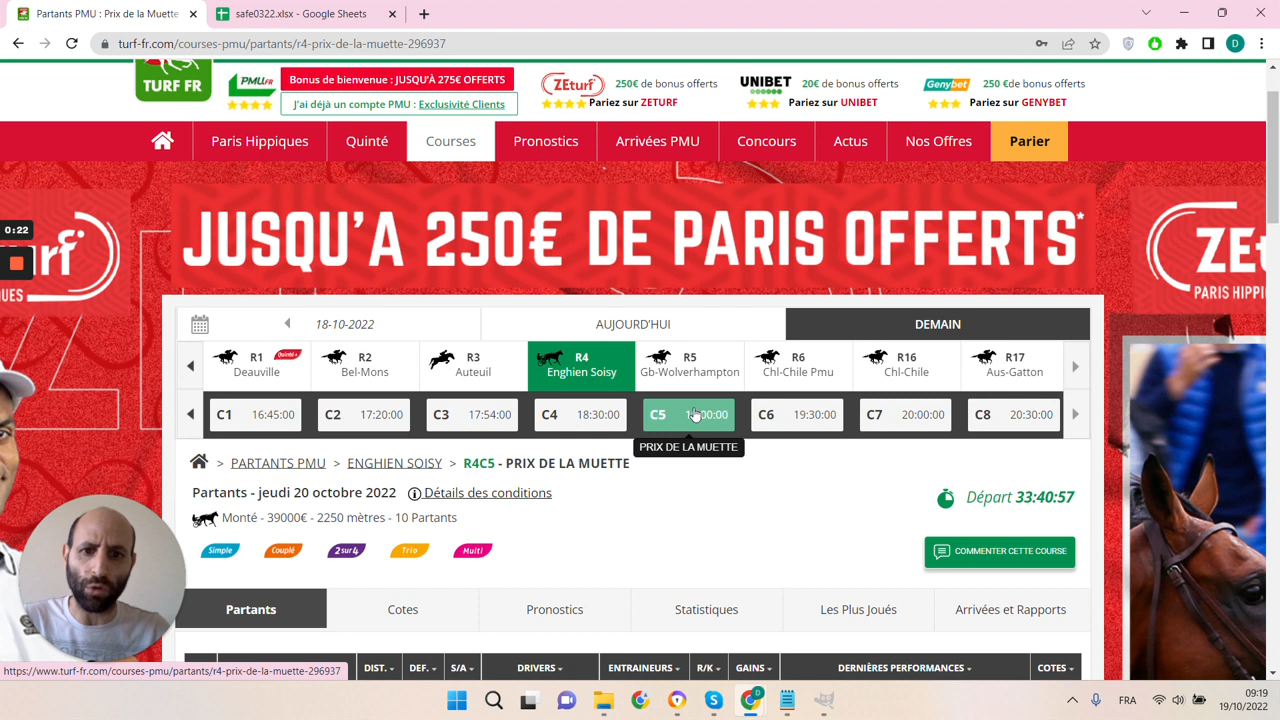 Partants PMU : Prix de la Muette
safe0322.xlsx - Google Sheets
turf-fr.com/courses-pmu/partants/r4-prix-de-la-muette-296937
D
TURF FR
PMU.FR
Bonus de bienvenue : JUSQU'À 275€ OFFERTS
J'ai déjà un compte PMU : Exclusivité Clients
ZEturf
250€ de bonus offerts
Pariez sur ZETURF
UNIBET
20€ de bonus offerts
Pariez sur UNIBET
Genybet
250 €de bonus offerts
Pariez sur GENYBET
Paris Hippiques
Quinté
Courses
Pronostics
Arrivées PMU
Concours
Actus
Nos Offres
Parier
JUSQU'A 250€ DE PARIS OFFERTS*
0:22
rf
QUES
ZE
PARIS HIPPI
18-10-2022
AUJOURD'HUI
DEMAIN
R1 Quinté+
Deauville
R2
Bel-Mons
R3
Auteuil
R4
Enghien Soisy
R5
Gb-Wolverhampton
R6
Chl-Chile Pmu
R16
Chl-Chile
R17
Aus-Gatton
C1 16:45:00
C2 17:20:00
C3 17:54:00
C4 18:30:00
C5 :00:00
C6 19:30:00
C7 20:00:00
C8 20:30:00
PRIX DE LA MUETTE
> PARTANTS PMU > ENGHIEN SOISY > R4C5 - PRIX DE LA MUETTE
Partants - jeudi 20 octobre 2022 Détails des conditions
Départ 33:40:57
Monté - 39000€ - 2250 mètres - 10 Partants
Simple
Couplé
2sur4
Trio
Multi
COMMENTER CETTE COURSE
Partants
Cotes
Pronostics
Statistiques
Les Plus Joués
Arrivées et Rapports
DIST.
DEF.
S/A
DRIVERS
ENTRAINEURS
R/K
GAINS
DERNIÈRES PERFORMANCES
COTES
https://www.turf-fr.com/courses-pmu/partants/r4-prix-de-la-muette-296937
FRA
09:19
19/10/2022